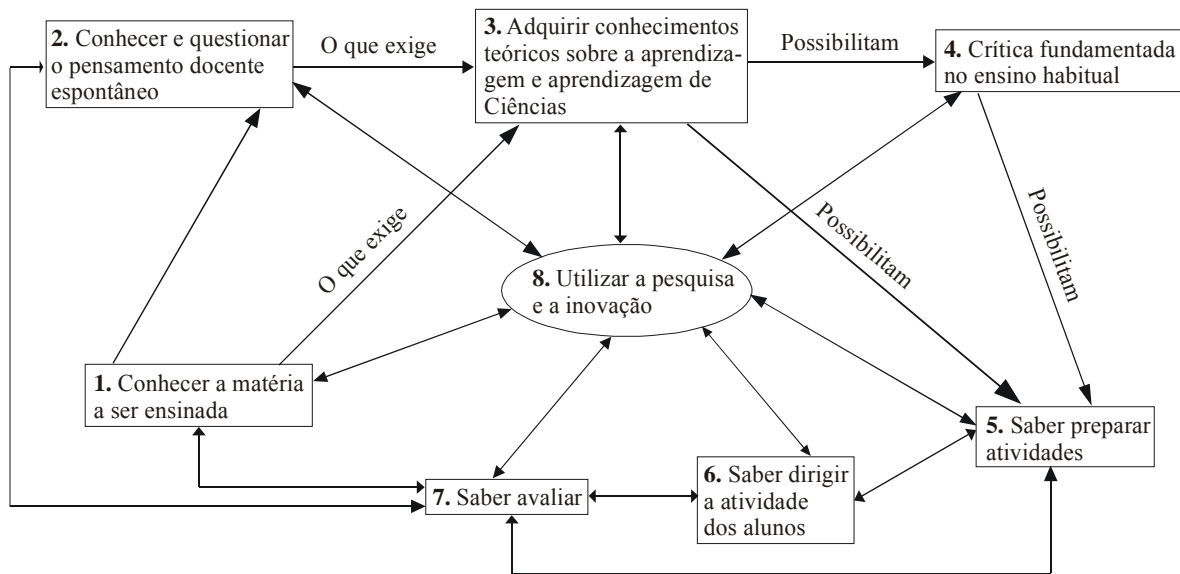 2. Conhecer e questionar
o pensamento docente
espontâneo
O que exige
3. Adquirir conhecimentos
teóricos sobre a aprendiza-
gem e aprendizagem de
Ciências
Possibilitam
4. Crítica fundamentada
no ensino habitual
O que exige
Possibilitam
Possibilitam
8. Utilizar a pesquisa
e a inovação
1. Conhecer a matéria
a ser ensinada
5. Saber preparar
atividades
7. Saber avaliar
6. Saber dirigir
a atividade
dos alunos